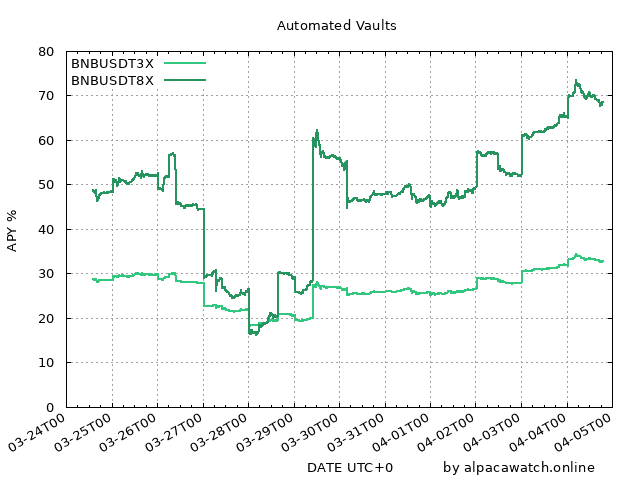 Automated Vaults
80
70
60
50
40
30
20
10
0
APY %
BNBUSDT3X
BNBUSDT8X
03-24T00
03-25T00
03-26T00
03-27T00
03-28T00
03-29T00
03-30T00
03-31T00
04-01T00
04-02T00
04-03T00
04-04T00
04-05T00
DATE UTC+0
by alpacawatch.online